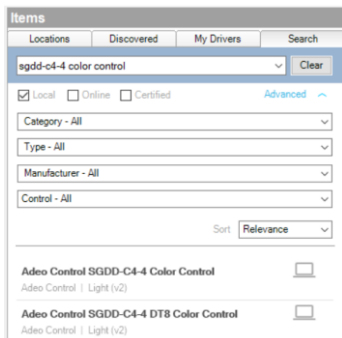 Items
Locations Discovered My Drivers Search
sgdd-c4-4 color control Clear
Local Online Certified Advanced
Category - All
Type - All
Manufacturer - All
Control - All
Sort Relevance
Adeo Control SGDD-C4-4 Color Control
Adeo Control | Light (v2)
Adeo Control SGDD-C4-4 DT8 Color Control
Adeo Control | Light (v2)